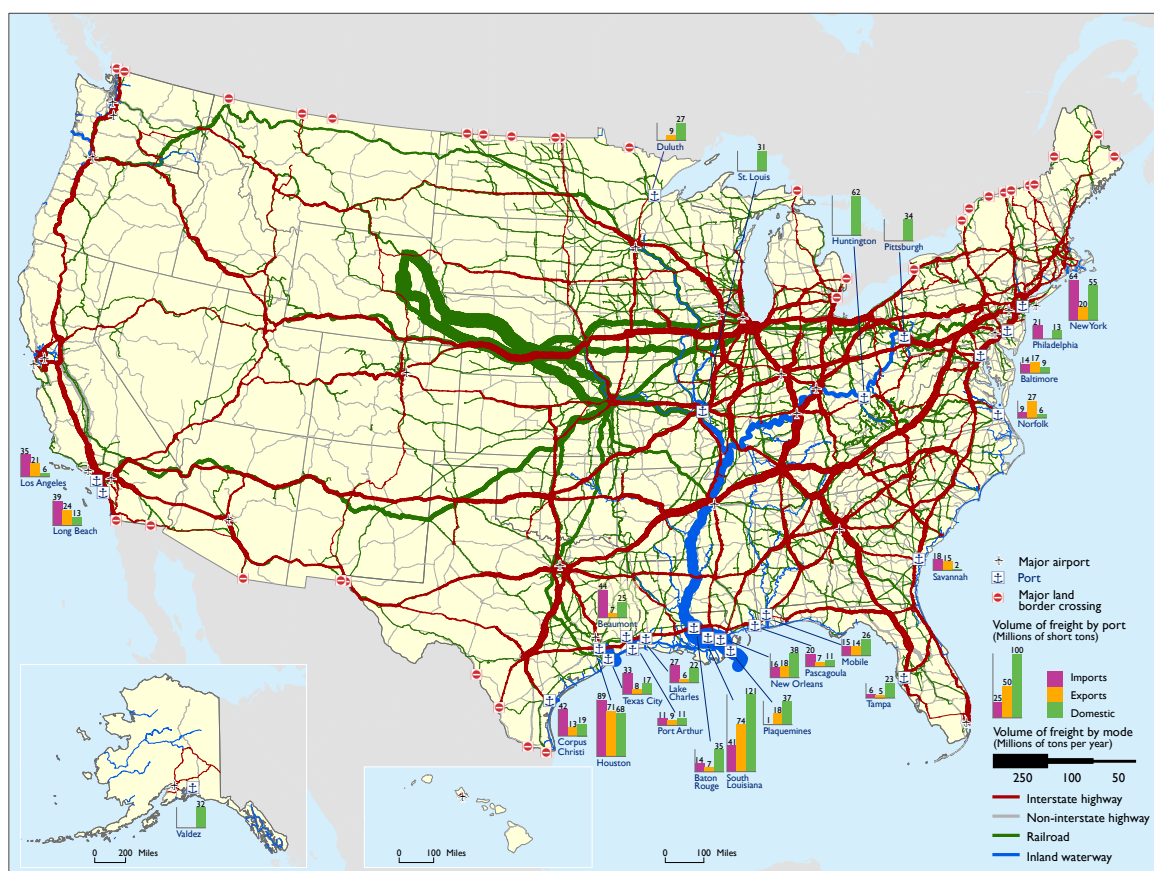 27
9
Duluth
31
St. Louis
62
Huntington
34
Pittsburgh
64
20
55
New York
21
13
Philadelphia
14 17 9
Baltimore
27
9 6
Norfolk
35
21
6
Los Angeles
39
24
13
Long Beach
18 15 2
Savannah
44
7
25
Beaumont
33
8
17
Texas City
27
6
22
Lake
Charles
16 18
38
New Orleans
20
7 11
Pascagoula
15 14
26
Mobile
6 5
23
Tampa
42
13
19
Corpus
Christi
89
71 68
Houston
11 9 11
Port Arthur
14 7
35
Baton
Rouge
41
74
121
South
Louisiana
1
18
37
Plaquemines
32
Valdez
0 200 Miles
0 100 Miles
0 100 Miles
Major airport
Port
Major land
border crossing
Volume of freight by port
(Millions of short tons)
100
50
25
Imports
Exports
Domestic
Volume of freight by mode
(Millions of tons per year)
250 100 50
Interstate highway
Non-interstate highway
Railroad
Inland waterway